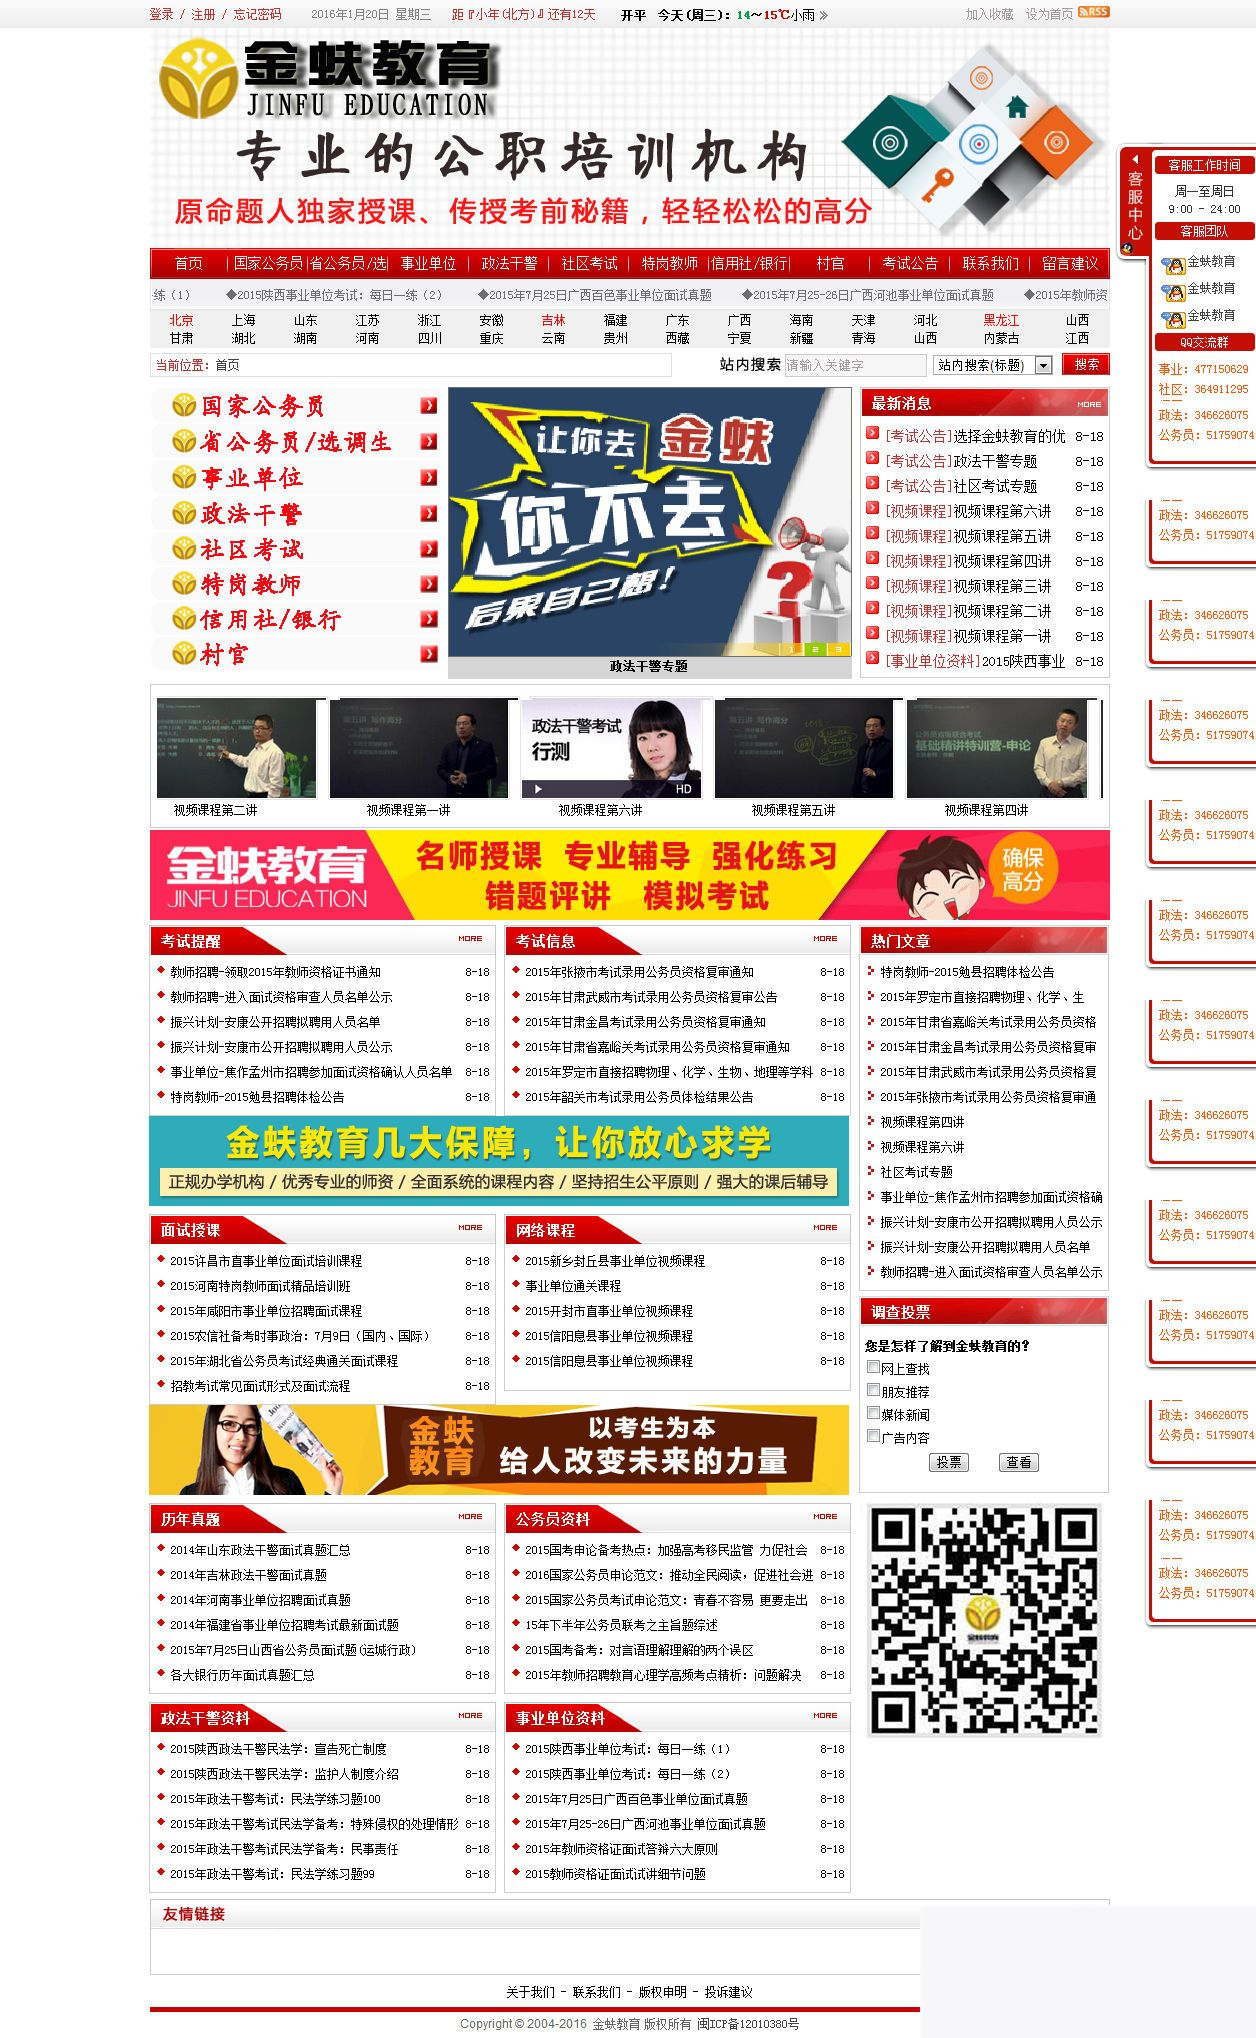 登录 / 注册 / 忘记密码 2016年1月20日 星期三 距『小年(北方)』还有12天 开平 今天(周三): 14~15℃小雨 加入收藏 设为首页 RSS
金蚨教育
JINFU EDUCATION
专业的公职培训机构
原命题人独家授课、传授考前秘籍，轻轻松松的高分
客服中心
客服工作时间
周一至周日
9:00 - 24:00
客服团队
金蚨教育
金蚨教育
金蚨教育
QQ交流群
事业: 477150629
社区: 364911295
政法: 346626075
公务员: 51759074
首页 国家公务员 省公务员/选 事业单位 政法干警 社区考试 特岗教师 信用社/银行 村官 考试公告 联系我们 留言建议
·练（1） ◆2015陕西事业单位考试：每日一练（2） ◆2015年7月25日广西百色事业单位面试真题 ◆2015年7月25-26日广西河池事业单位面试真题 ◆2015年教师资
北京 上海 山东 江苏 浙江 安徽 吉林 福建 广东 广西 海南 天津 河北 黑龙江 山西
甘肃 湖北 湖南 河南 四川 重庆 云南 贵州 西藏 宁夏 新疆 青海 山西 内蒙古 江西
当前位置: 首页 站内搜索 请输入关键字 站内搜索(标题) 搜索
国家公务员
省公务员/选调生
事业单位
政法干警
社区考试
特岗教师
信用社/银行
村官
让你去 金蚨
你不去
后果自己想!
1 2 3
政法干警专题
最新消息 MORE
[考试公告]选择金蚨教育的优 8-18
[考试公告]政法干警专题 8-18
[考试公告]社区考试专题 8-18
[视频课程]视频课程第六讲 8-18
[视频课程]视频课程第五讲 8-18
[视频课程]视频课程第四讲 8-18
[视频课程]视频课程第三讲 8-18
[视频课程]视频课程第二讲 8-18
[视频课程]视频课程第一讲 8-18
[事业单位资料]2015陕西事业 8-18
政法: 346626075
公务员: 51759074
政法: 346626075
公务员: 51759074
政法干警考试
行测
HD
第五讲 写作高分
公务员省级联合考试
基础精讲特训营-申论
视频课程第二讲 视频课程第一讲 视频课程第六讲 视频课程第五讲 视频课程第四讲
政法: 346626075
公务员: 51759074
政法: 346626075
公务员: 51759074
金蚨教育
JINFU EDUCATION
名师授课 专业辅导 强化练习
错题评讲 模拟考试
确保
高分
政法: 346626075
公务员: 51759074
考试提醒 MORE
教师招聘-领取2015年教师资格证书通知 8-18
教师招聘-进入面试资格审查人员名单公示 8-18
振兴计划-安康公开招聘拟聘用人员名单 8-18
振兴计划-安康市公开招聘拟聘用人员公示 8-18
事业单位-焦作孟州市招聘参加面试资格确认人员名单 8-18
特岗教师-2015勉县招聘体检公告 8-18
考试信息 MORE
2015年张掖市考试录用公务员资格复审通知 8-18
2015年甘肃武威市考试录用公务员资格复审公告 8-18
2015年甘肃金昌考试录用公务员资格复审通知 8-18
2015年甘肃省嘉峪关考试录用公务员资格复审通知 8-18
2015年罗定市直接招聘物理、化学、生物、地理等学科 8-18
2015年韶关市考试录用公务员体检结果公告 8-18
热门文章
特岗教师-2015勉县招聘体检公告
2015年罗定市直接招聘物理、化学、生
2015年甘肃省嘉峪关考试录用公务员资格
2015年甘肃金昌考试录用公务员资格复审
2015年甘肃武威市考试录用公务员资格复
2015年张掖市考试录用公务员资格复审通
视频课程第四讲
视频课程第六讲
社区考试专题
事业单位-焦作孟州市招聘参加面试资格确
振兴计划-安康市公开招聘拟聘用人员公示
振兴计划-安康公开招聘拟聘用人员名单
教师招聘-进入面试资格审查人员名单公示
政法: 346626075
公务员: 51759074
政法: 346626075
公务员: 51759074
政法: 346626075
公务员: 51759074
金蚨教育几大保障，让你放心求学
正规办学机构 / 优秀专业的师资 / 全面系统的课程内容 / 坚持招生公平原则 / 强大的课后辅导
面试授课 MORE
2015许昌市直事业单位面试培训课程 8-18
2015河南特岗教师面试精品培训班 8-18
2015年咸阳市事业单位招聘面试课程 8-18
2015农信社备考时事政治：7月9日（国内、国际） 8-18
2015年湖北省公务员考试经典通关面试课程 8-18
招教考试常见面试形式及面试流程 8-18
网络课程 MORE
2015新乡封丘县事业单位视频课程 8-18
事业单位通关课程 8-18
2015开封市直事业单位视频课程 8-18
2015信阳息县事业单位视频课程 8-18
2015信阳息县事业单位视频课程 8-18
调查投票
您是怎样了解到金蚨教育的?
网上查找
朋友推荐
媒体新闻
广告内容
投票 查看
政法: 346626075
公务员: 51759074
政法: 346626075
公务员: 51759074
金蚨
教育
以考生为本
给人改变未来的力量
历年真题 MORE
2014年山东政法干警面试真题汇总 8-18
2014年吉林政法干警面试真题 8-18
2014年河南事业单位招聘面试真题 8-18
2014年福建省事业单位招聘考试最新面试题 8-18
2015年7月25日山西省公务员面试题(运城行政) 8-18
各大银行历年面试真题汇总 8-18
公务员资料 MORE
2015国考申论备考热点：加强高考移民监管 力促社会 8-18
2016国家公务员申论范文：推动全民阅读，促进社会进 8-18
2015国家公务员考试申论范文：青春不容易 更要走出 8-18
15年下半年公务员联考之主旨题综述 8-18
2015国考备考：对言语理解理解的两个误区 8-18
2015年教师招聘教育心理学高频考点精析：问题解决 8-18
金蚨教育
政法: 346626075
公务员: 51759074
政法: 346626075
公务员: 51759074
政法干警资料 MORE
2015陕西政法干警民法学：宣告死亡制度 8-18
2015陕西政法干警民法学：监护人制度介绍 8-18
2015年政法干警考试：民法学练习题100 8-18
2015年政法干警考试民法学备考：特殊侵权的处理情形 8-18
2015年政法干警考试民法学备考：民事责任 8-18
2015年政法干警考试：民法学练习题99 8-18
事业单位资料 MORE
2015陕西事业单位考试：每日一练（1） 8-18
2015陕西事业单位考试：每日一练（2） 8-18
2015年7月25日广西百色事业单位面试真题 8-18
2015年7月25-26日广西河池事业单位面试真题 8-18
2015年教师资格证面试答辩六大原则 8-18
2015教师资格证面试试讲细节问题 8-18
友情链接
关于我们 - 联系我们 - 版权申明 - 投诉建议
Copyright © 2004-2016 金蚨教育 版权所有 闽ICP备12010380号